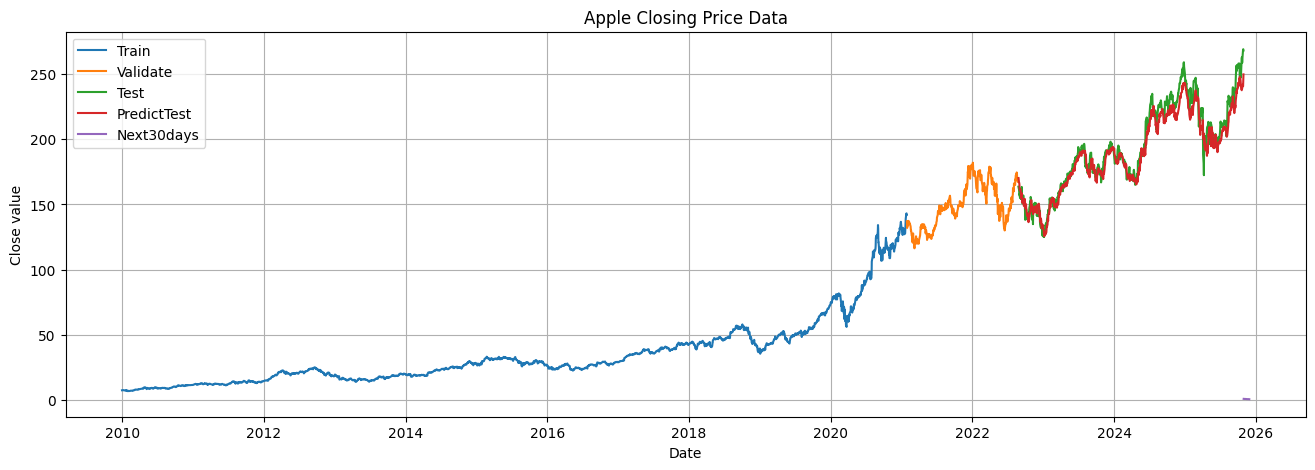 Apple Closing Price Data
Train
Validate
Test
PredictTest
Next30days
Close value
250
200
150
100
50
0
2010
2012
2014
2016
2018
2020
2022
2024
2026
Date